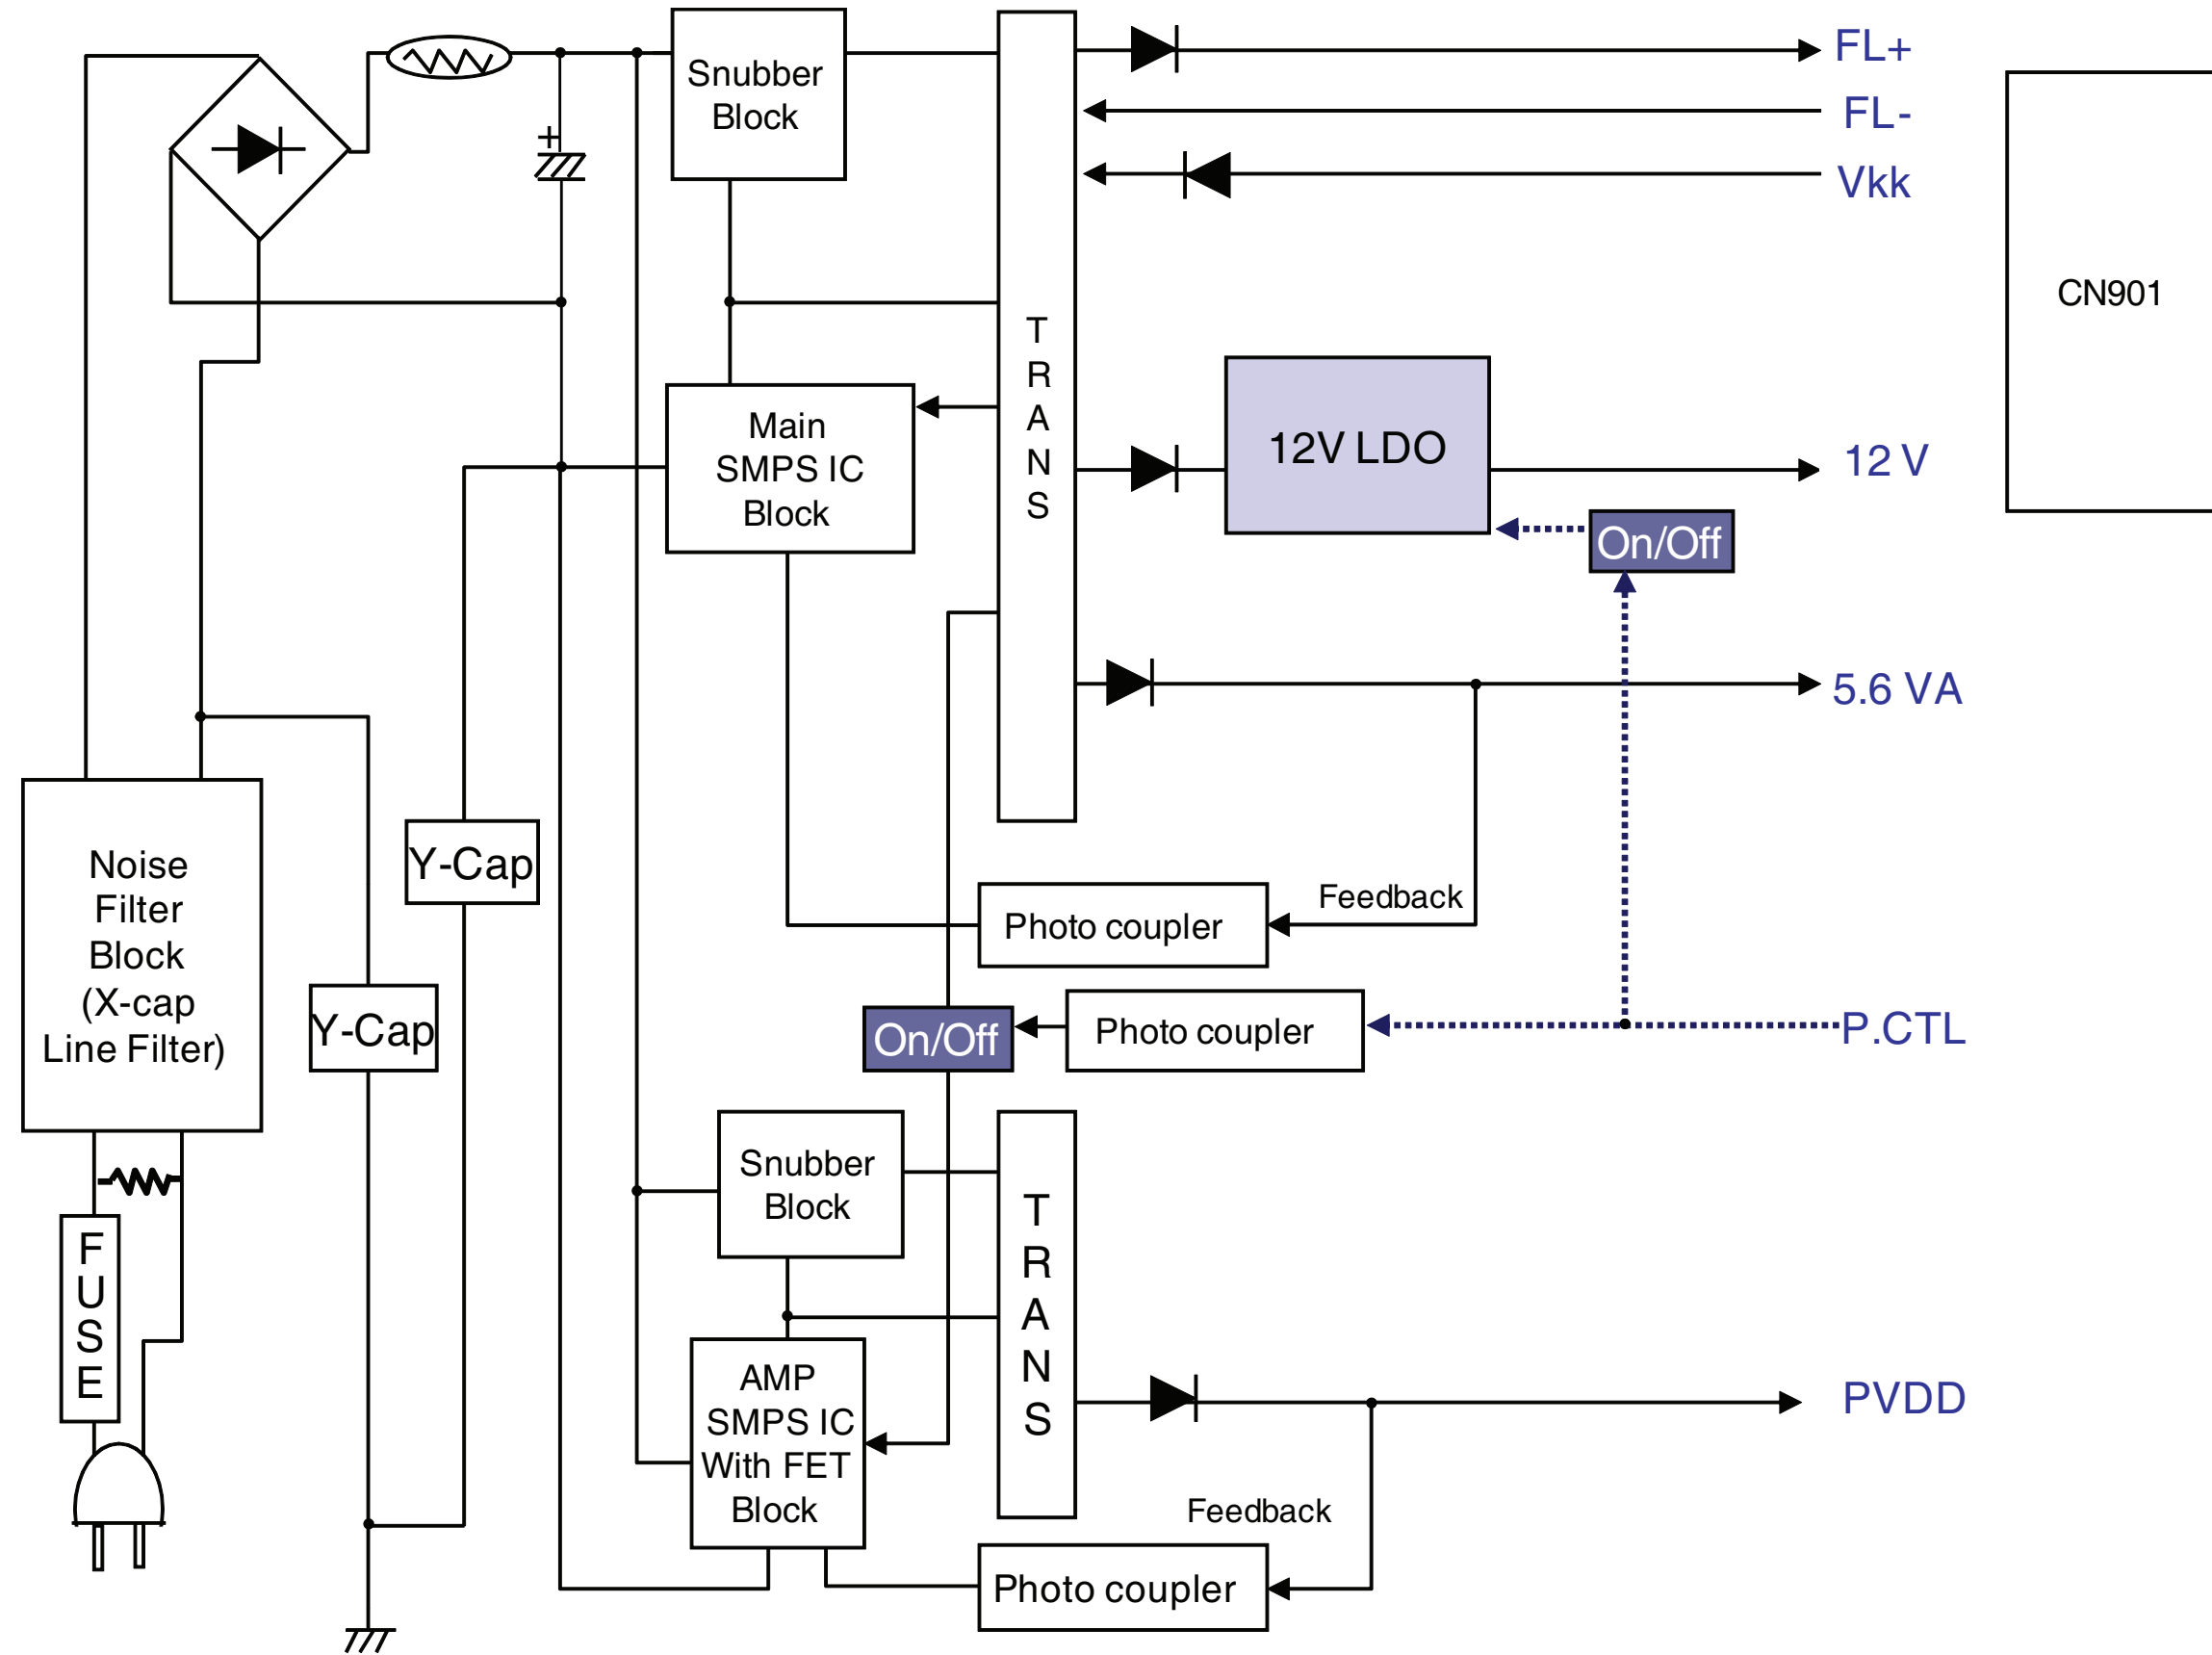 Snubber
Block
FL+
FL-
Vkk
CN901
T
R
A
N
S
Main
SMPS IC
Block
12V LDO
12 V
On/Off
5.6 VA
Noise
Filter
Block
(X-cap
Line Filter)
Y-Cap
Y-Cap
Photo coupler
Feedback
On/Off
Photo coupler
P.CTL
Snubber
Block
F
U
S
E
T
R
A
N
S
AMP
SMPS IC
With FET
Block
PVDD
Feedback
Photo coupler
+